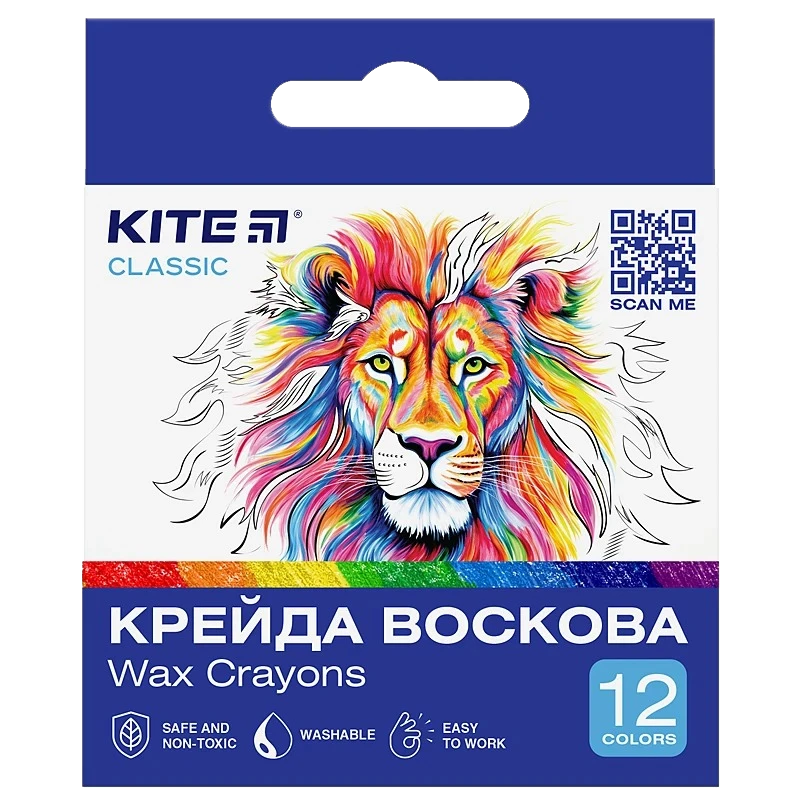 KITE ®
CLASSIC
SCAN ME
КРЕЙДА ВОСКОВА
Wax Crayons
12
COLORS
SAFE AND
NON-TOXIC
WASHABLE
EASY
TO WORK